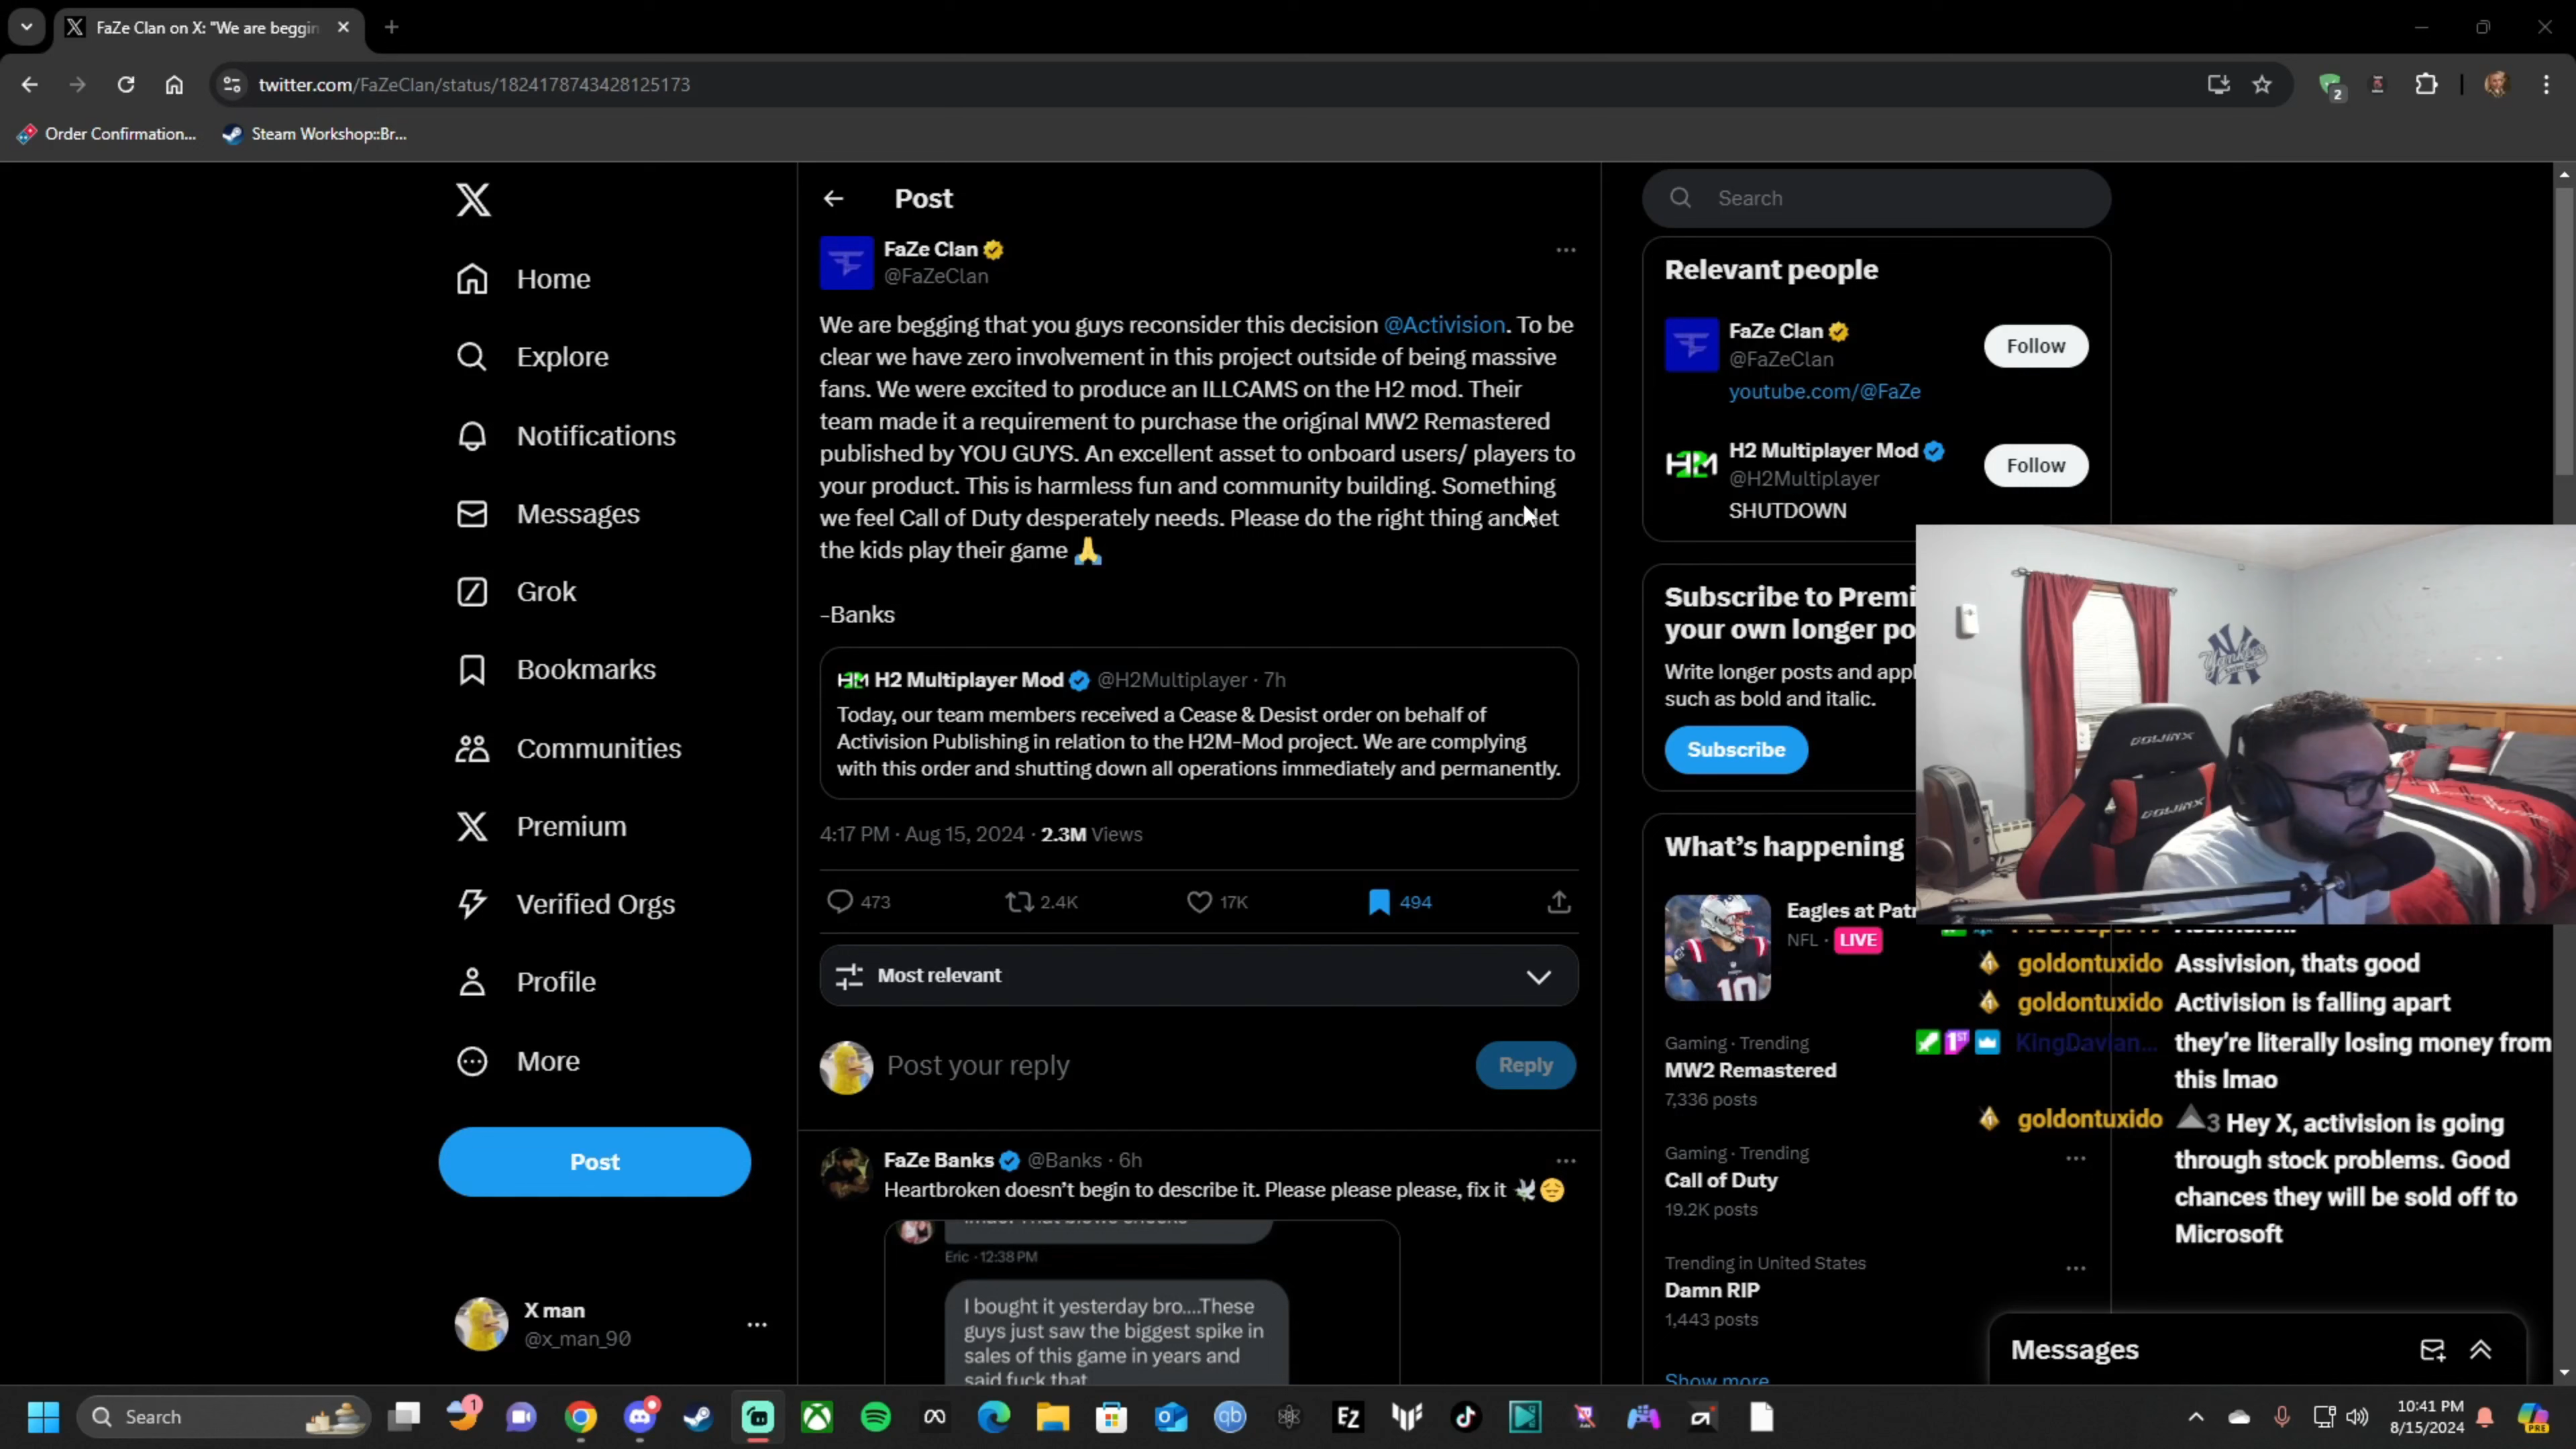 FaZe Clan on X: "We are beggin
twitter.com/FaZeClan/status/1824178743428125173
2
Order Confirmation...
Steam Workshop::Br...
Home
Explore
Notifications
Messages
Grok
Bookmarks
Communities
Premium
Verified Orgs
Profile
More
Post
X man
@x_man_90
Post
FaZe Clan
@FaZeClan
We are begging that you guys reconsider this decision @Activision. To be
clear we have zero involvement in this project outside of being massive
fans. We were excited to produce an ILLCAMS on the H2 mod. Their
team made it a requirement to purchase the original MW2 Remastered
published by YOU GUYS. An excellent asset to onboard users/ players to
your product. This is harmless fun and community building. Something
we feel Call of Duty desperately needs. Please do the right thing and let
the kids play their game 🙏
-Banks
H2M H2 Multiplayer Mod @H2Multiplayer · 7h
Today, our team members received a Cease & Desist order on behalf of
Activision Publishing in relation to the H2M-Mod project. We are complying
with this order and shutting down all operations immediately and permanently.
4:17 PM · Aug 15, 2024 · 2.3M Views
473 2.4K 17K 494
Most relevant
Post your reply
Reply
FaZe Banks @Banks · 6h
Heartbroken doesn't begin to describe it. Please please please, fix it 🕊️😔
Eric · 12:38 PM
I bought it yesterday bro....These
guys just saw the biggest spike in
sales of this game in years and
said fuck that
Search
Relevant people
FaZe Clan
@FaZeClan
Follow
youtube.com/@FaZe
H2M
H2 Multiplayer Mod
@H2Multiplayer
Follow
SHUTDOWN
Subscribe to Premi
your own longer po
Write longer posts and appl
such as bold and italic.
Subscribe
What's happening
Eagles at Patr
NFL · LIVE
Gaming · Trending
MW2 Remastered
7,336 posts
Gaming · Trending
Call of Duty
19.2K posts
Trending in United States
Damn RIP
1,443 posts
Show more
Yankees
GOLINX
GOLINX
goldontuxido Assivision, thats good
goldontuxido Activision is falling apart
KingDavian... they're literally losing money from
this lmao
goldontuxido 3 Hey X, activision is going
through stock problems. Good
chances they will be sold off to
Microsoft
Messages
Search
1
qb
EZ
10:41 PM
8/15/2024
PRE